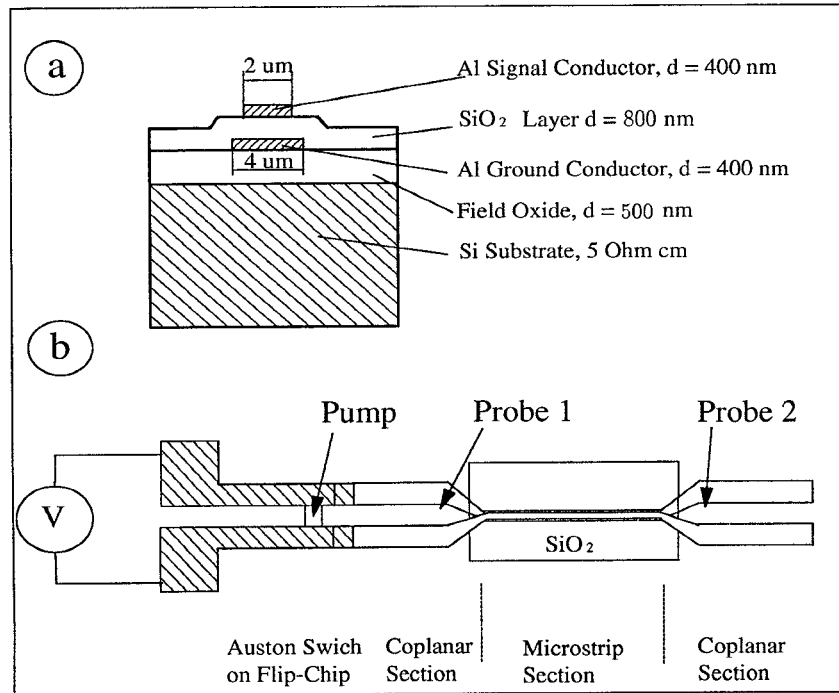 a
2 um
Al Signal Conductor, d = 400 nm
SiO2 Layer d = 800 nm
4 um
Al Ground Conductor, d = 400 nm
Field Oxide, d = 500 nm
Si Substrate, 5 Ohm cm
b
Pump
Probe 1
Probe 2
V
SiO2
Auston Swich
on Flip-Chip
Coplanar
Section
Microstrip
Section
Coplanar
Section